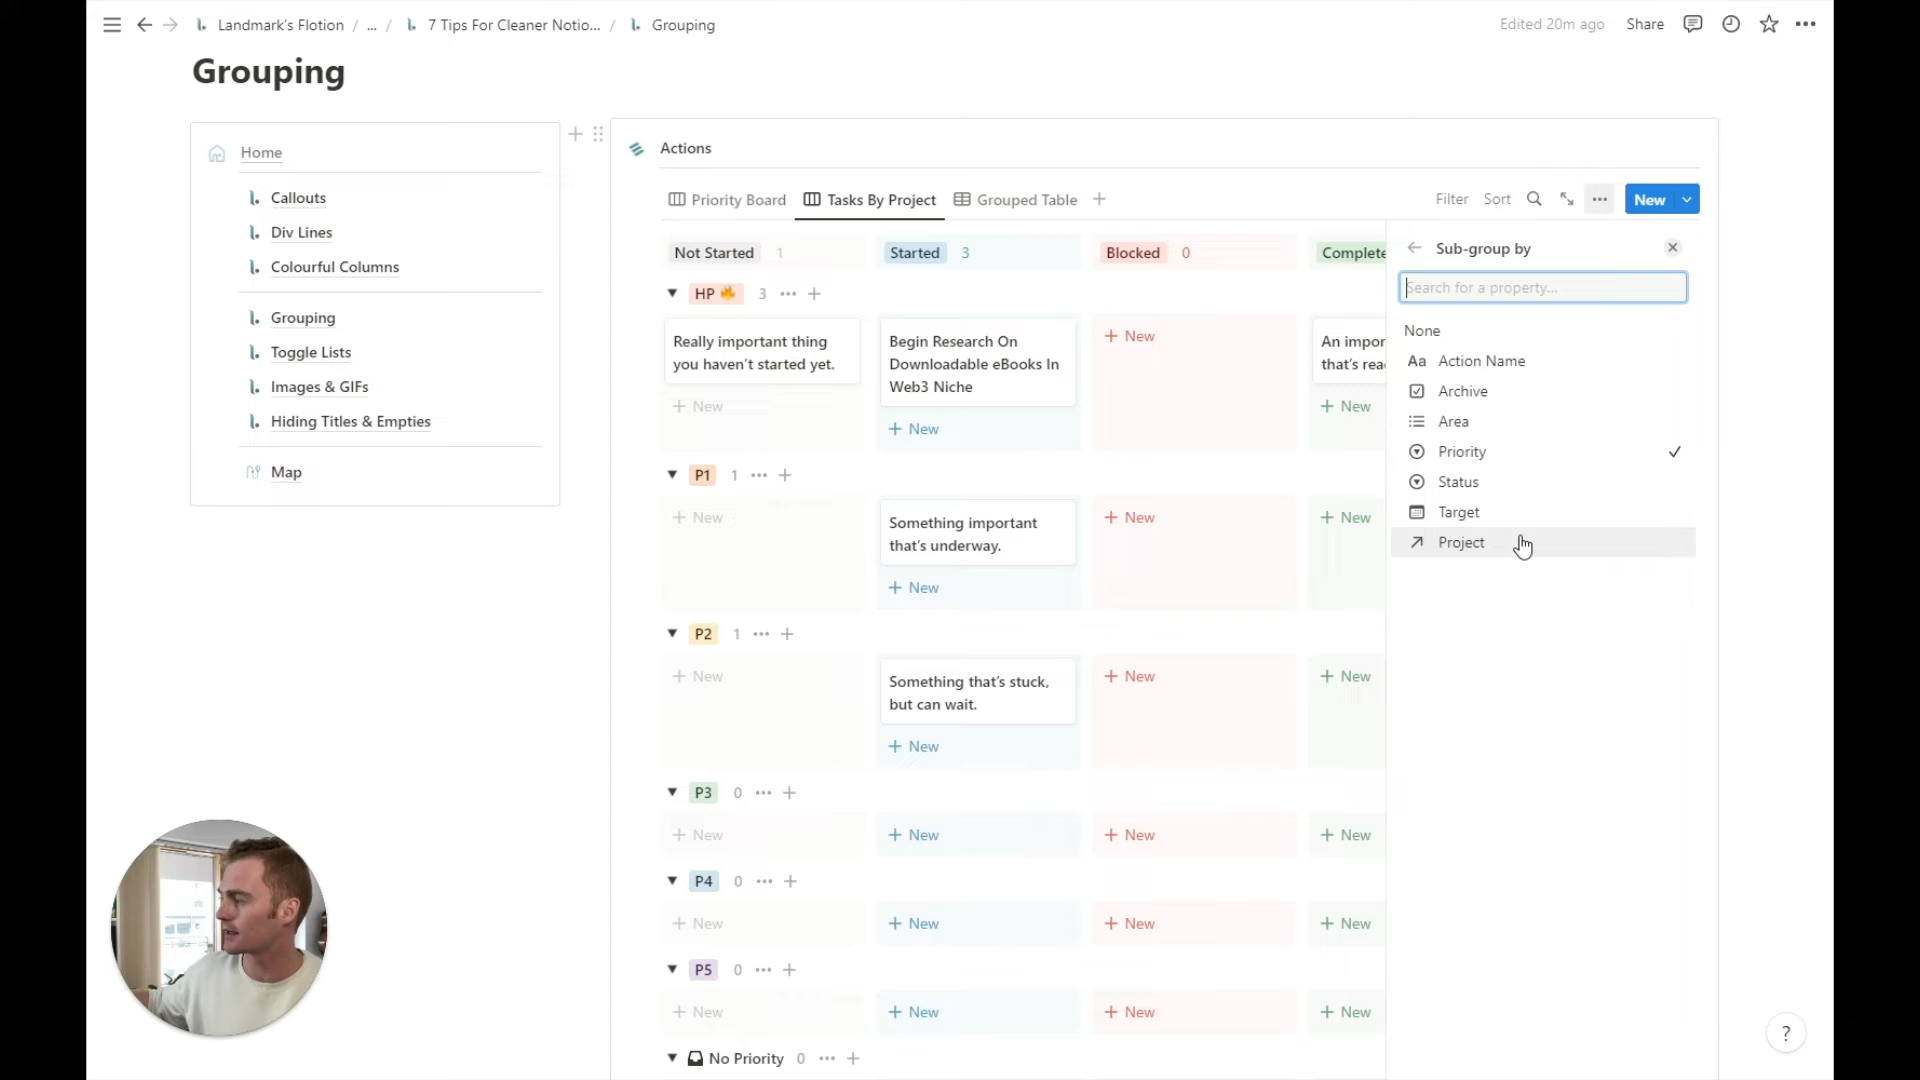 Landmark's Flotion / ... / 7 Tips For Cleaner Notio... / Grouping
Edited 20m ago Share
Grouping
Home
Callouts
Div Lines
Colourful Columns
Grouping
Toggle Lists
Images & GIFs
Hiding Titles & Empties
Map
Actions
Priority Board Tasks By Project Grouped Table
Filter Sort New
Not Started 1 Started 3 Blocked 0 Complete
HP 🔥 3
Really important thing
you haven't started yet.
+ New
Begin Research On
Downloadable eBooks In
Web3 Niche
+ New
+ New
An impor
that's rea
+ New
P1 1
+ New
Something important
that's underway.
+ New
+ New
+ New
P2 1
+ New
Something that's stuck,
but can wait.
+ New
+ New
+ New
P3 0
+ New + New + New + New
P4 0
+ New + New + New + New
P5 0
+ New + New + New + New
No Priority 0
Sub-group by
Search for a property...
None
Aa Action Name
Archive
Area
Priority
Status
Target
Project
?